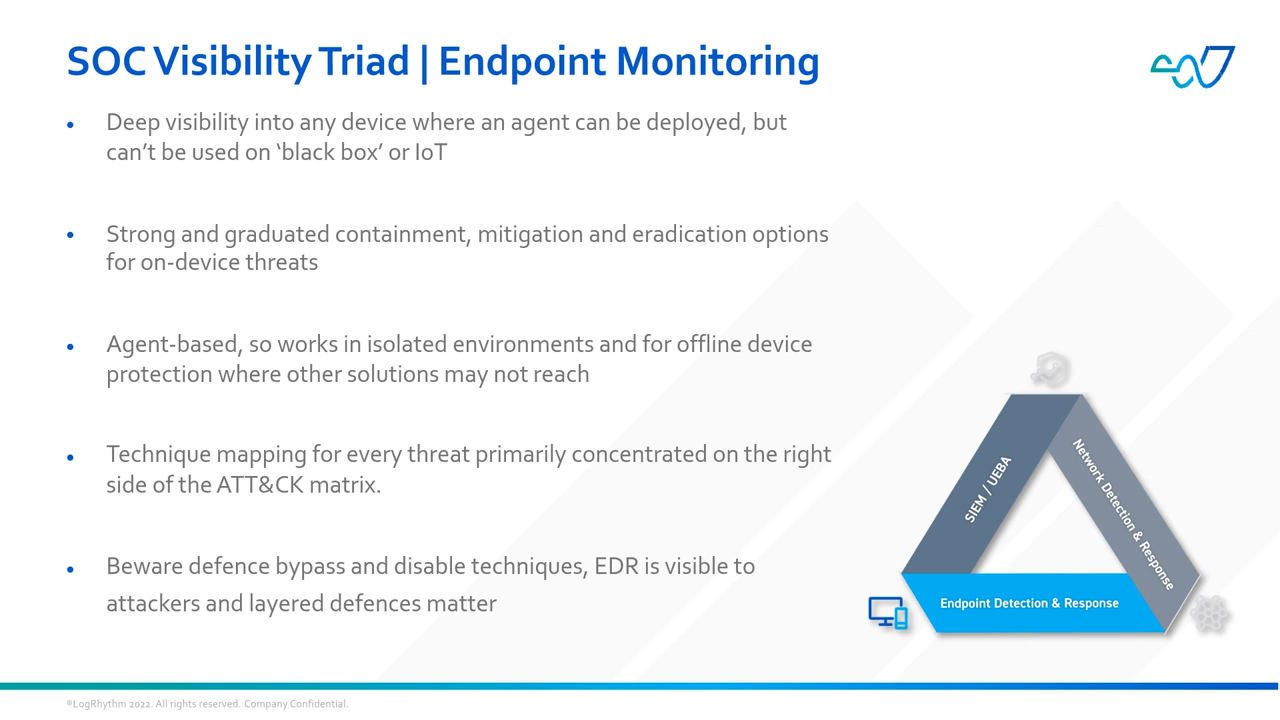 SOC Visibility Triad | Endpoint Monitoring
• Deep visibility into any device where an agent can be deployed, but
can’t be used on ‘black box’ or IoT
• Strong and graduated containment, mitigation and eradication options
for on-device threats
• Agent-based, so works in isolated environments and for offline device
protection where other solutions may not reach
• Technique mapping for every threat primarily concentrated on the right
side of the ATT&CK matrix.
• Beware defence bypass and disable techniques, EDR is visible to
attackers and layered defences matter
SIEM / UEBA
Network Detection & Response
Endpoint Detection & Response
©LogRhythm 2022. All rights reserved. Company Confidential.